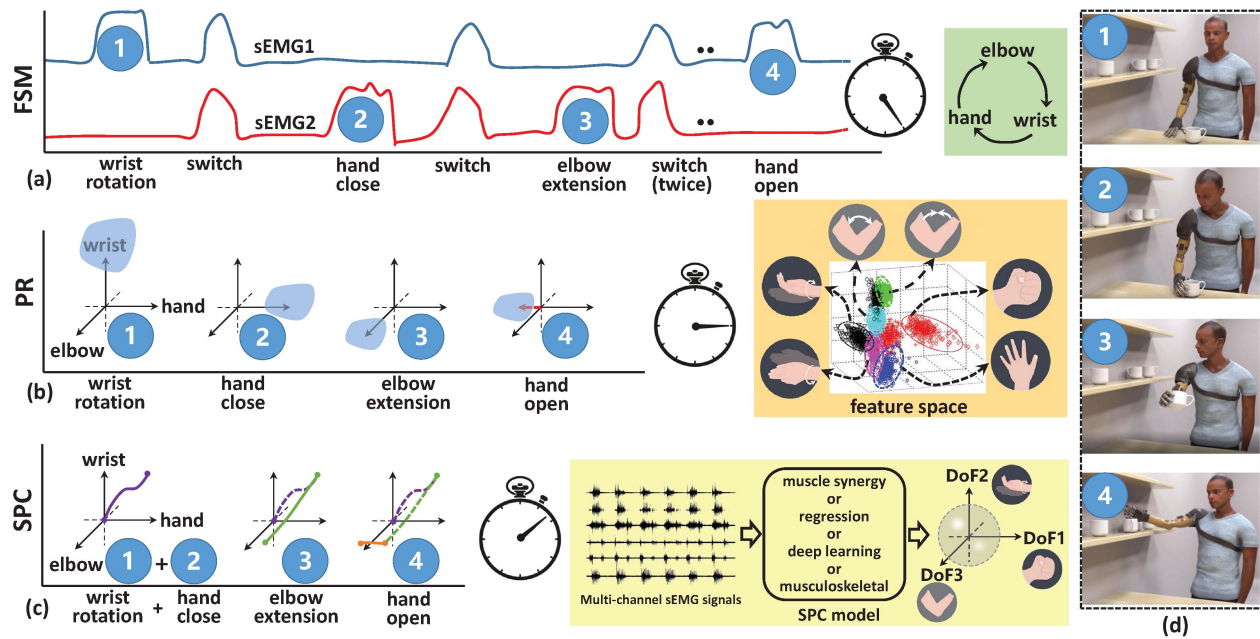 FSM
1
sEMG1
4
sEMG2
2
3
wrist
rotation
switch
hand
close
switch
elbow
extension
switch
(twice)
hand
open
(a)
elbow
hand
wrist
PR
wrist
hand
elbow
1
2
3
4
wrist
rotation
hand
close
elbow
extension
hand
open
(b)
feature space
SPC
wrist
hand
elbow
1 + 2
3
4
wrist
rotation
+
hand
close
elbow
extension
hand
open
(c)
Multi-channel sEMG signals
muscle synergy
or
regression
or
deep learning
or
musculoskeletal
SPC model
DoF2
DoF1
DoF3
1
2
3
4
(d)